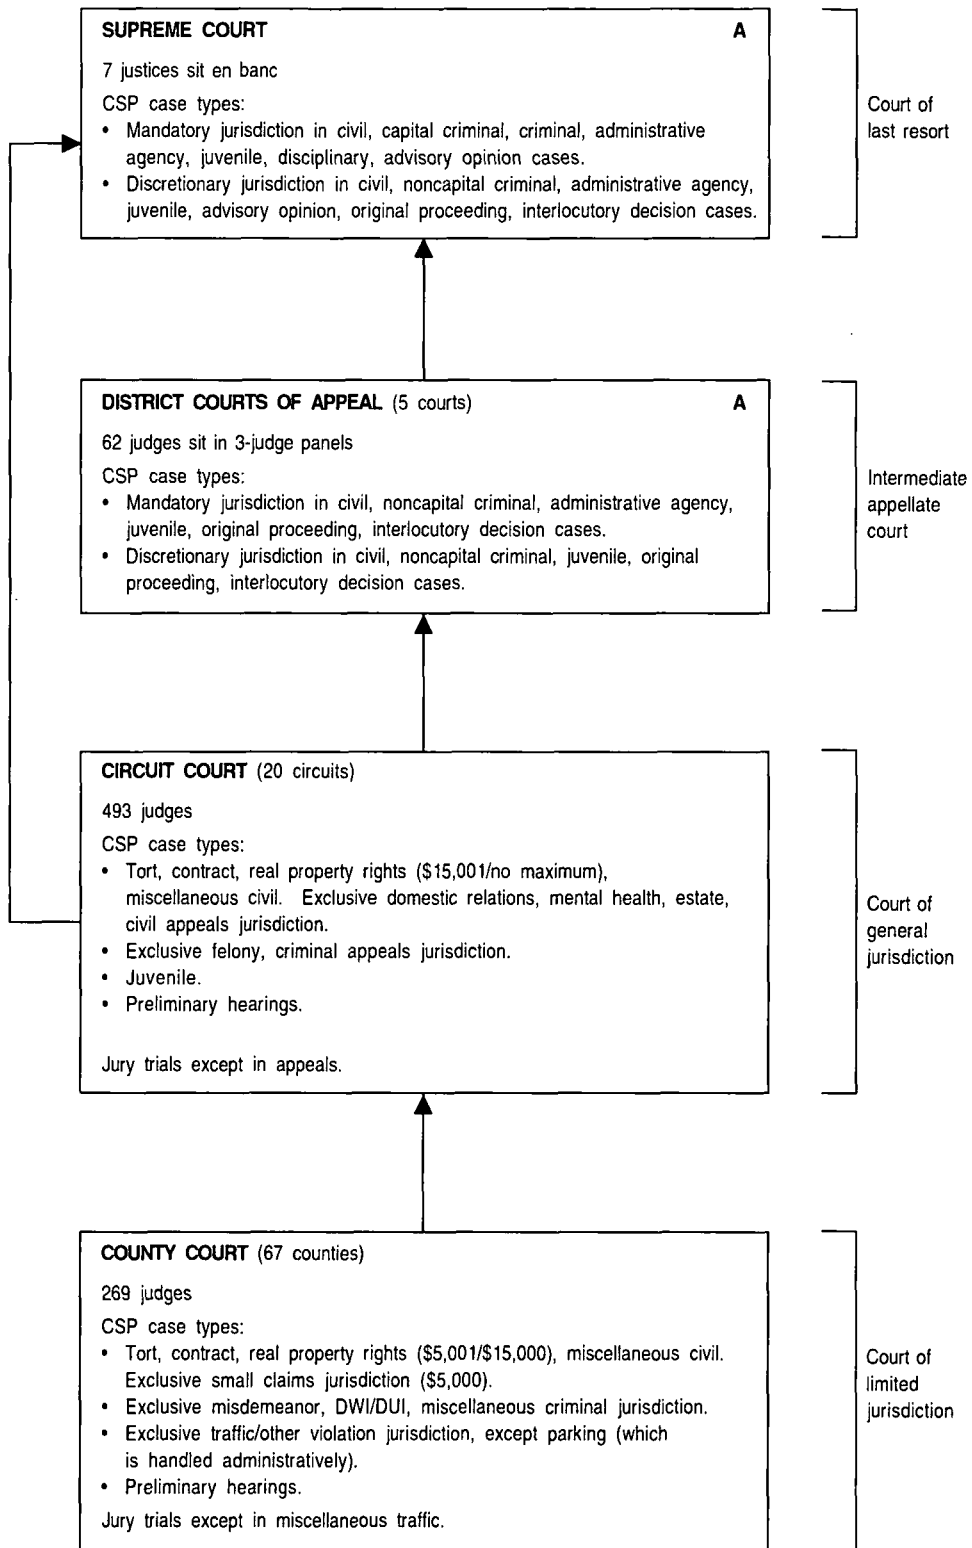 SUPREME COURT A
7 justices sit en banc
CSP case types:
• Mandatory jurisdiction in civil, capital criminal, criminal, administrative
agency, juvenile, disciplinary, advisory opinion cases.
• Discretionary jurisdiction in civil, noncapital criminal, administrative agency,
juvenile, advisory opinion, original proceeding, interlocutory decision cases.
Court of
last resort
DISTRICT COURTS OF APPEAL (5 courts) A
62 judges sit in 3-judge panels
CSP case types:
• Mandatory jurisdiction in civil, noncapital criminal, administrative agency,
juvenile, original proceeding, interlocutory decision cases.
• Discretionary jurisdiction in civil, noncapital criminal, juvenile, original
proceeding, interlocutory decision cases.
Intermediate
appellate
court
CIRCUIT COURT (20 circuits)
493 judges
CSP case types:
• Tort, contract, real property rights ($15,001/no maximum),
miscellaneous civil. Exclusive domestic relations, mental health, estate,
civil appeals jurisdiction.
• Exclusive felony, criminal appeals jurisdiction.
• Juvenile.
• Preliminary hearings.
Jury trials except in appeals.
Court of
general
jurisdiction
COUNTY COURT (67 counties)
269 judges
CSP case types:
• Tort, contract, real property rights ($5,001/$15,000), miscellaneous civil.
Exclusive small claims jurisdiction ($5,000).
• Exclusive misdemeanor, DWI/DUI, miscellaneous criminal jurisdiction.
• Exclusive traffic/other violation jurisdiction, except parking (which
is handled administratively).
• Preliminary hearings.
Jury trials except in miscellaneous traffic.
Court of
limited
jurisdiction